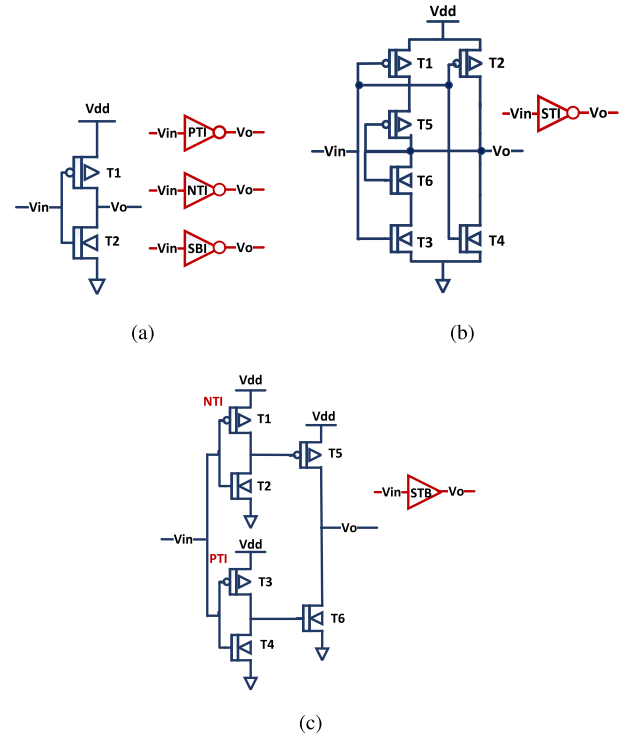 Vdd
T1
Vin
Vo
T2
Vin PTI Vo
Vin NTI Vo
Vin SBI Vo
(a)
Vdd
T1
T2
T5
Vin
Vo
T6
T3
T4
Vin STI Vo
(b)
Vdd
NTI
T1
Vdd
T5
T2
Vin STB Vo
Vin
Vo
Vdd
PTI
T3
T6
T4
(c)